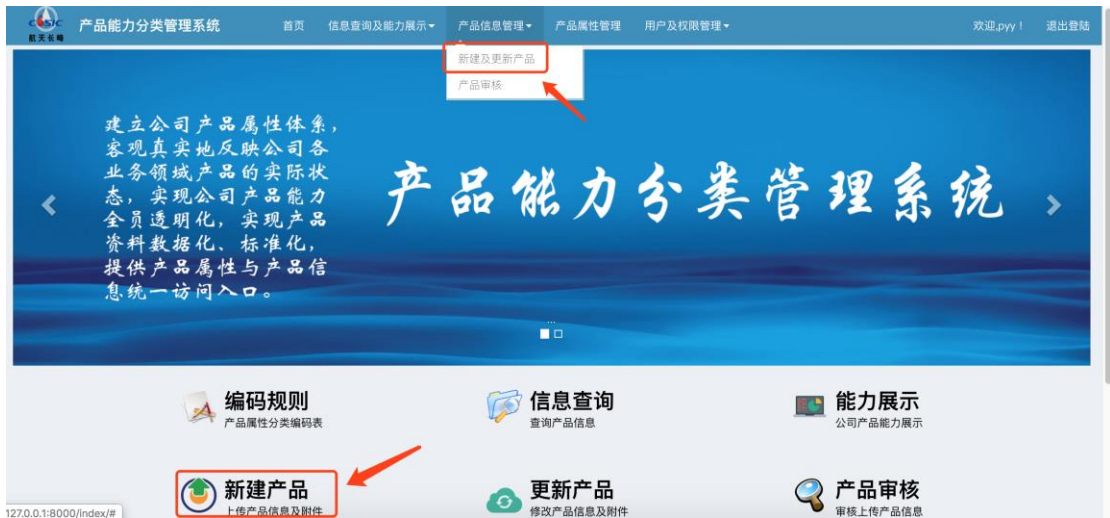 CASIC
航天长峰
产品能力分类管理系统
首页
信息查询及能力展示
产品信息管理
产品属性管理
用户及权限管理
欢迎,pyy！
退出登陆
新建及更新产品
产品审核
建立公司产品属性体系，
客观真实地反映公司各
业务领域产品的实际状
态，实现公司产品能力
全员透明化，实现产品
资料数据化、标准化，
提供产品属性与产品信
息统一访问入口。
产品能力分类管理系统
...
编码规则
产品属性分类编码表
信息查询
查询产品信息
能力展示
公司产品能力展示
新建产品
上传产品信息及附件
更新产品
修改产品信息及附件
产品审核
审核上传产品信息
127.0.0.1:8000/index/#